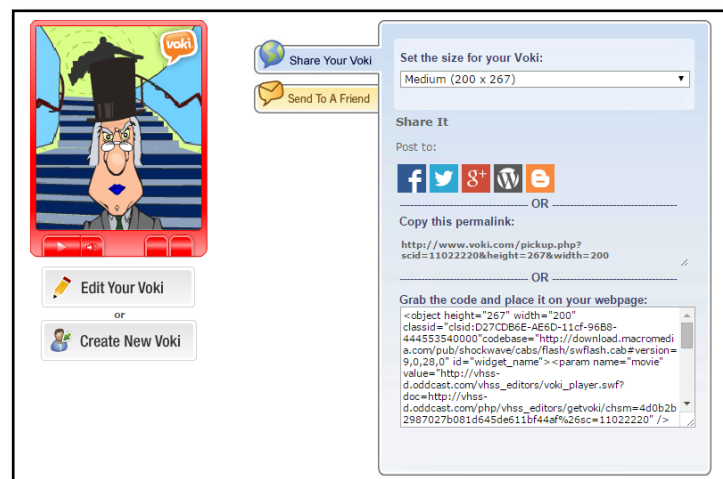 voki
Share Your Voki
Send To A Friend
Edit Your Voki
or
Create New Voki
Set the size for your Voki:
Medium (200 x 267)
Share It
Post to:
f g+ W B
OR
Copy this permalink:
http://www.voki.com/pickup.php?
scid=11022220&height=267&width=200
OR
Grab the code and place it on your webpage:
<object height="267" width="200"
classid="clsid:D27CDB6E-AE6D-11cf-96B8-
444553540000"codebase="http://download.macromedi
a.com/pub/shockwave/cabs/flash/swflash.cab#version=
9,0,28,0" id="widget_name"><param name="movie"
value="http://vhss-
d.oddcast.com/vhss_editors/voki_player.swf?
doc=http://vhss-
d.oddcast.com/php/vhss_editors/getvoki/chsm=4d0b2b
2987027b081d645de611bf44af%26sc=11022220" />